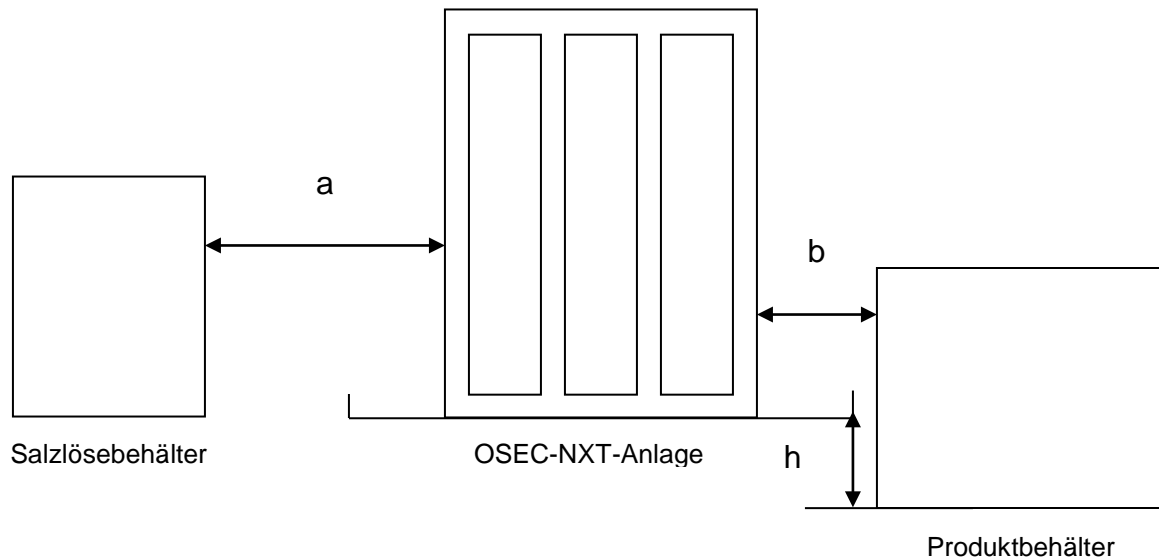 a
b
Salzlösebehälter
OSEC-NXT-Anlage
h
Produktbehälter